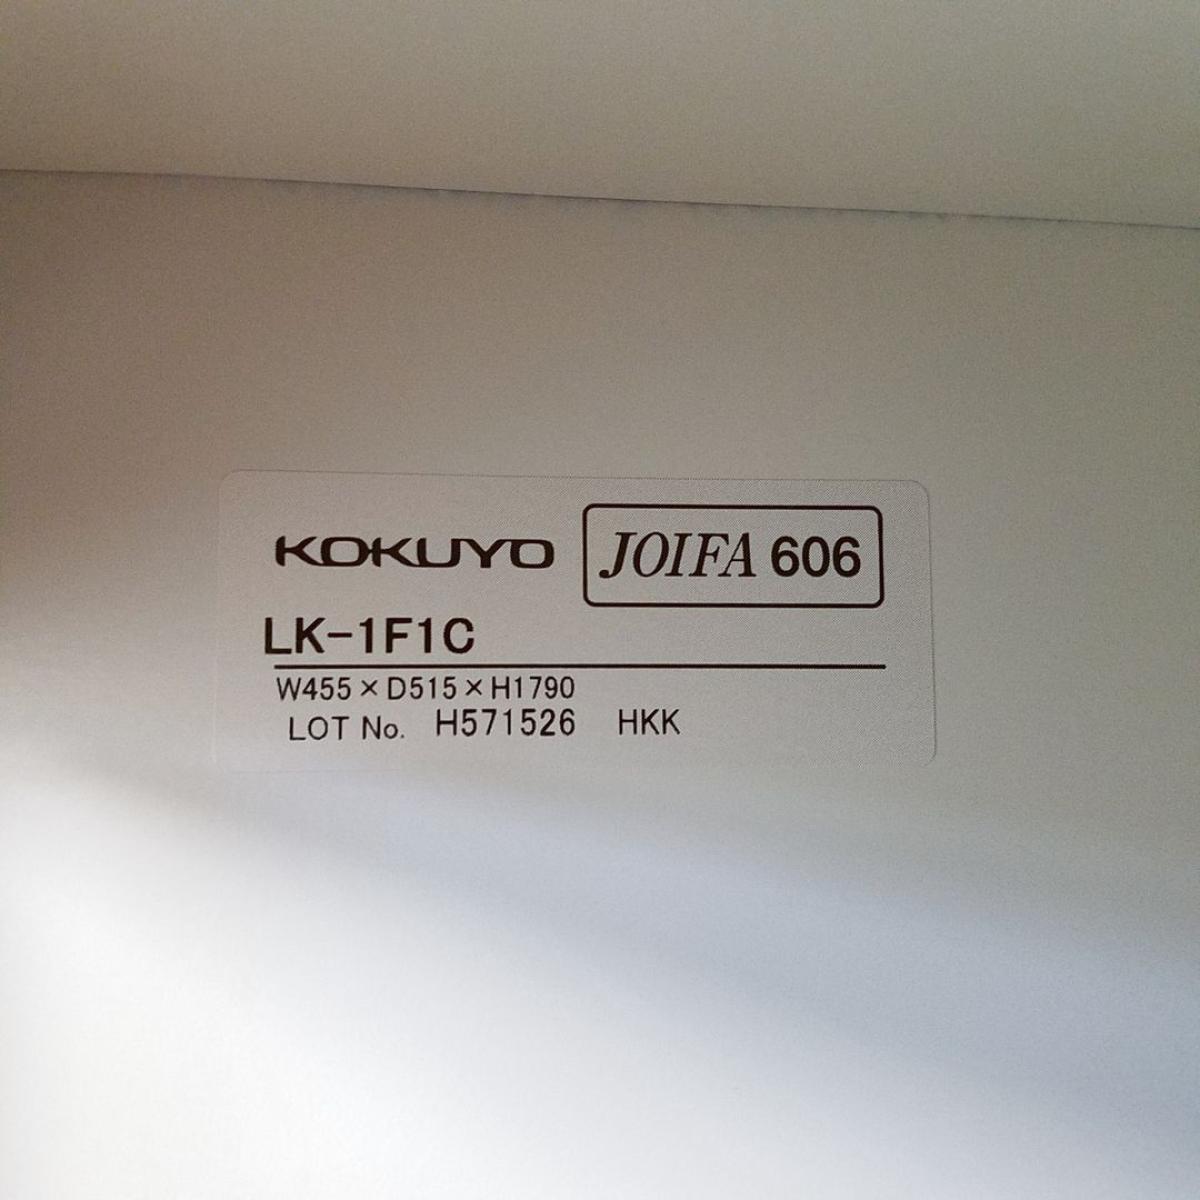 KOKUYO JOIFA 606
LK-1F1C
W455×D515×H1790
LOT No. H571526 HKK